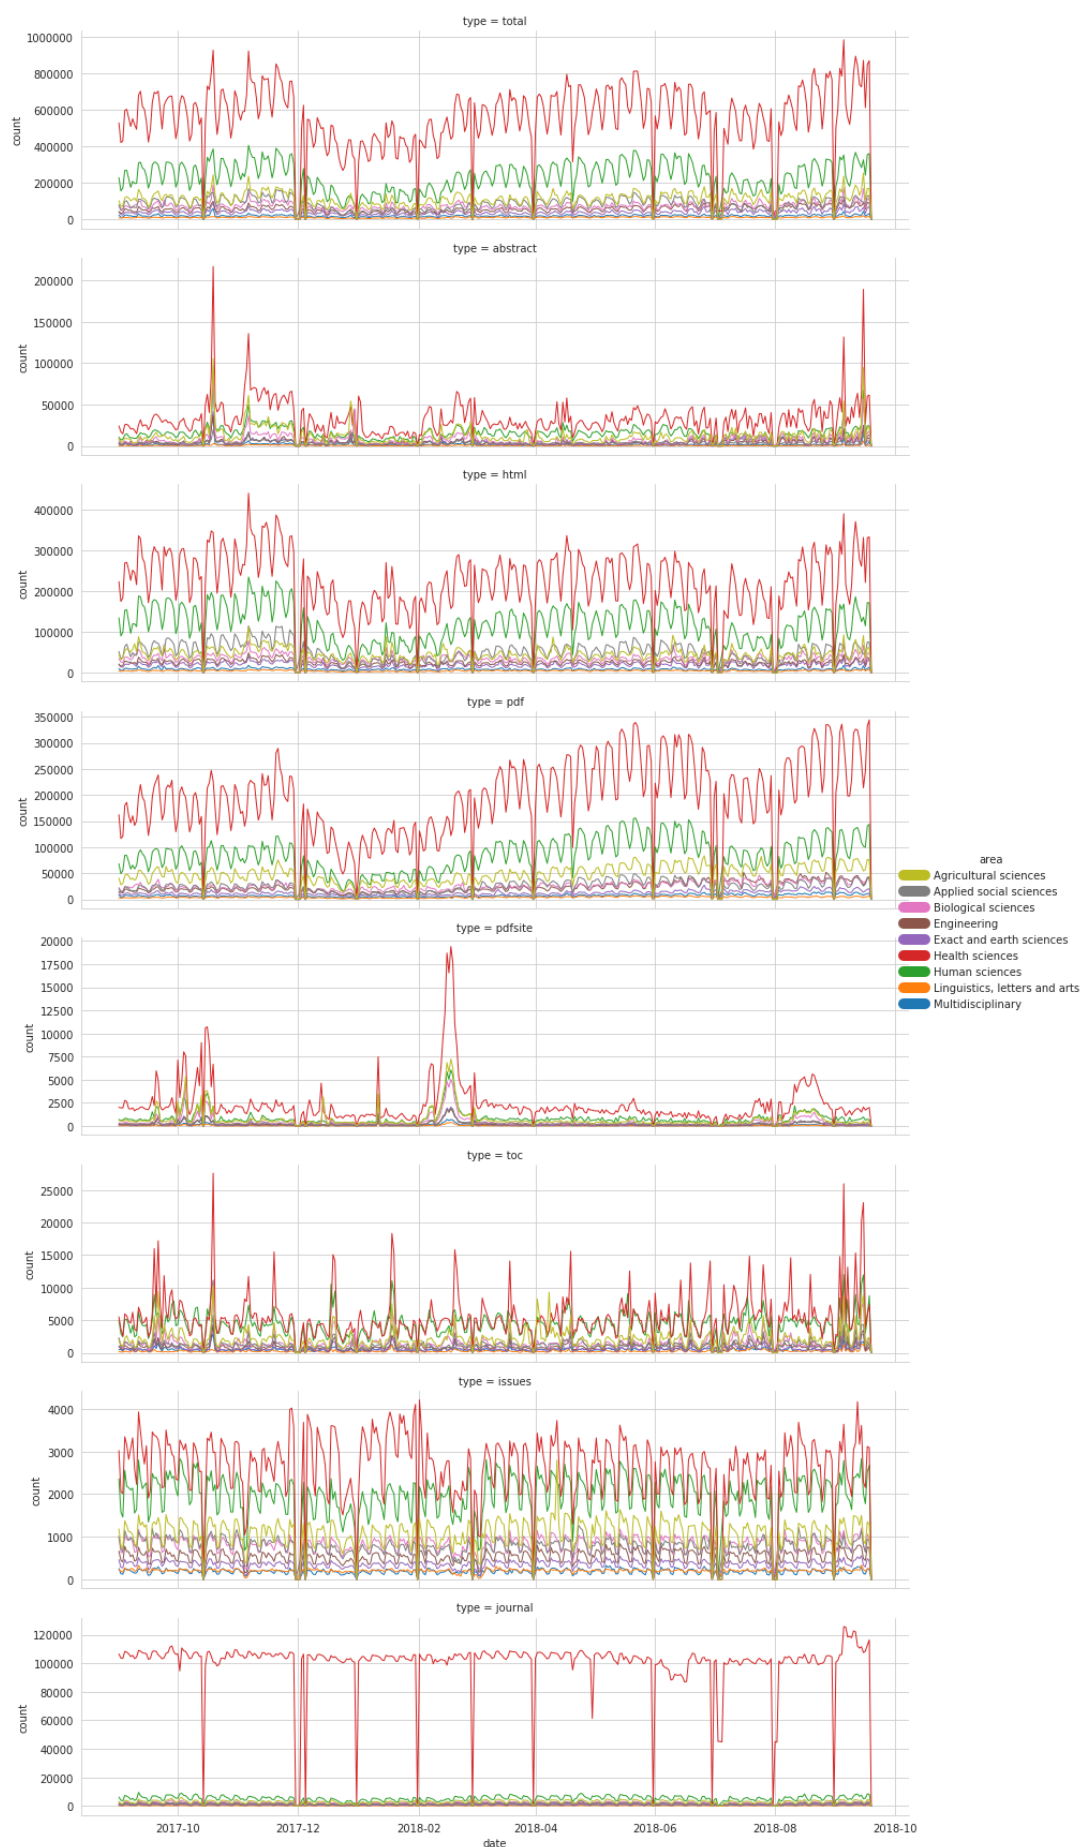 type = total
1000000
800000
600000
400000
200000
0
count
type = abstract
200000
150000
100000
50000
0
count
type = html
400000
300000
200000
100000
0
count
type = pdf
350000
300000
250000
200000
150000
100000
50000
0
count
area
Agricultural sciences
Applied social sciences
Biological sciences
Engineering
Exact and earth sciences
Health sciences
Human sciences
Linguistics, letters and arts
Multidisciplinary
type = pdfsite
20000
17500
15000
12500
10000
7500
5000
2500
0
count
type = toc
25000
20000
15000
10000
5000
0
count
type = issues
4000
3000
2000
1000
0
count
type = journal
120000
100000
80000
60000
40000
20000
0
count
2017-10 2017-12 2018-02 2018-04 2018-06 2018-08 2018-10
date